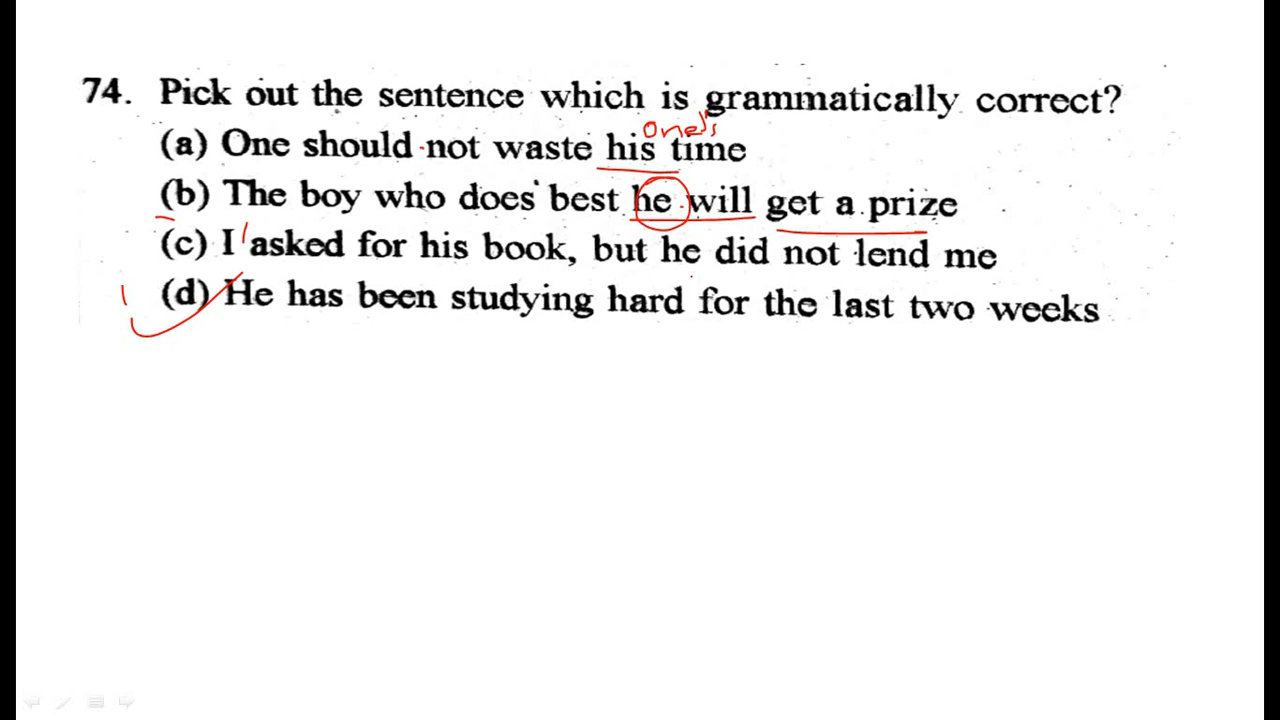 74. Pick out the sentence which is grammatically correct?
One's
(a) One should not waste his time
(b) The boy who does best he will get a prize
(c) I asked for his book, but he did not lend me
(d) He has been studying hard for the last two weeks